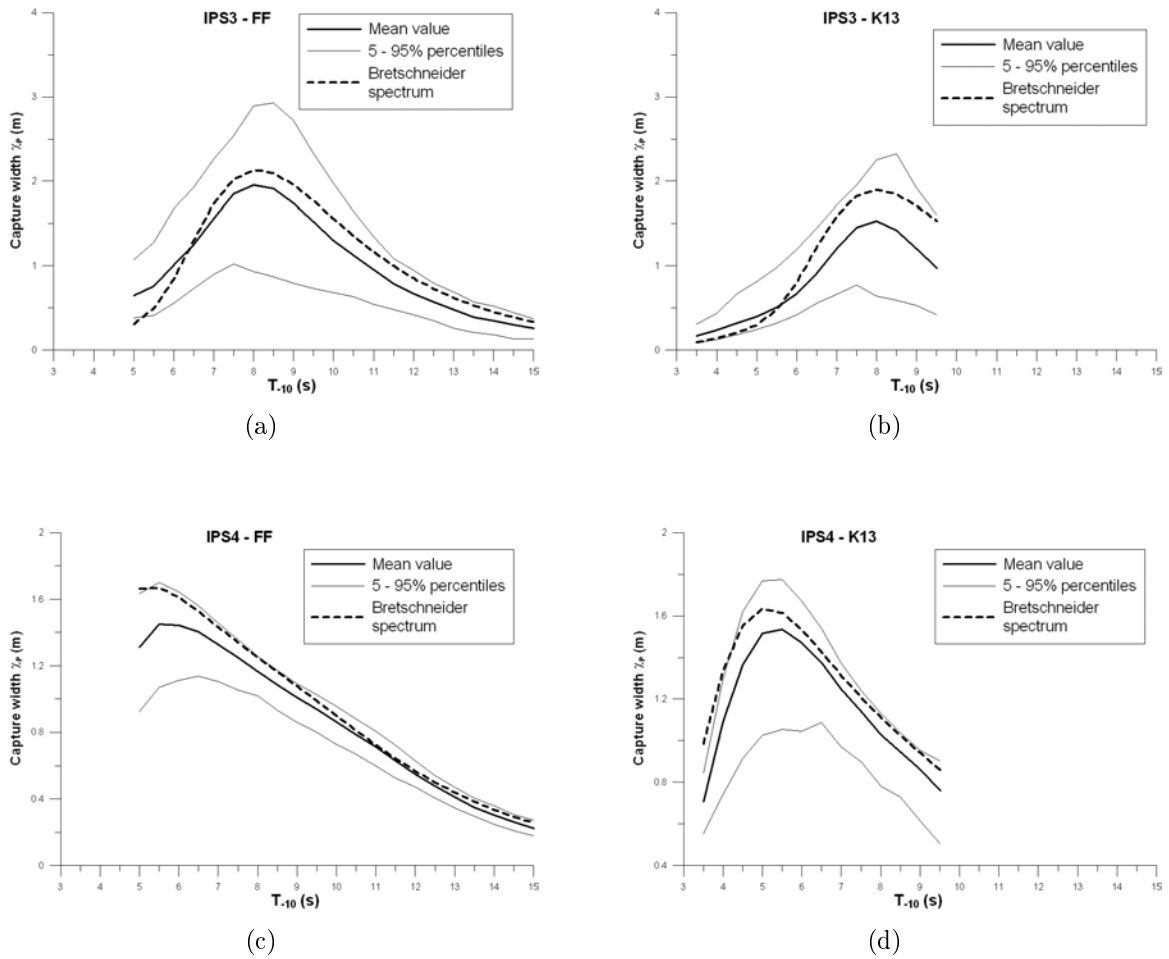 IPS3 - FF
Mean value
5 - 95% percentiles
Bretschneider
spectrum
Capture width χP (m)
4
3
2
1
0
3 4 5 6 7 8 9 10 11 12 13 14 15
T-10 (s)
(a)
IPS3 - K13
Mean value
5 - 95% percentiles
Bretschneider
spectrum
Capture width χP (m)
4
3
2
1
0
3 4 5 6 7 8 9 10 11 12 13 14 15
T-10 (s)
(b)
IPS4 - FF
Mean value
5 - 95% percentiles
Bretschneider
spectrum
Capture width χP (m)
2
1.6
1.2
0.8
0.4
0
3 4 5 6 7 8 9 10 11 12 13 14 15
T-10 (s)
(c)
IPS4 - K13
Mean value
5 - 95% percentiles
Bretschneider
spectrum
Capture width χP (m)
2
1.6
1.2
0.8
0.4
3 4 5 6 7 8 9 10 11 12 13 14 15
T-10 (s)
(d)